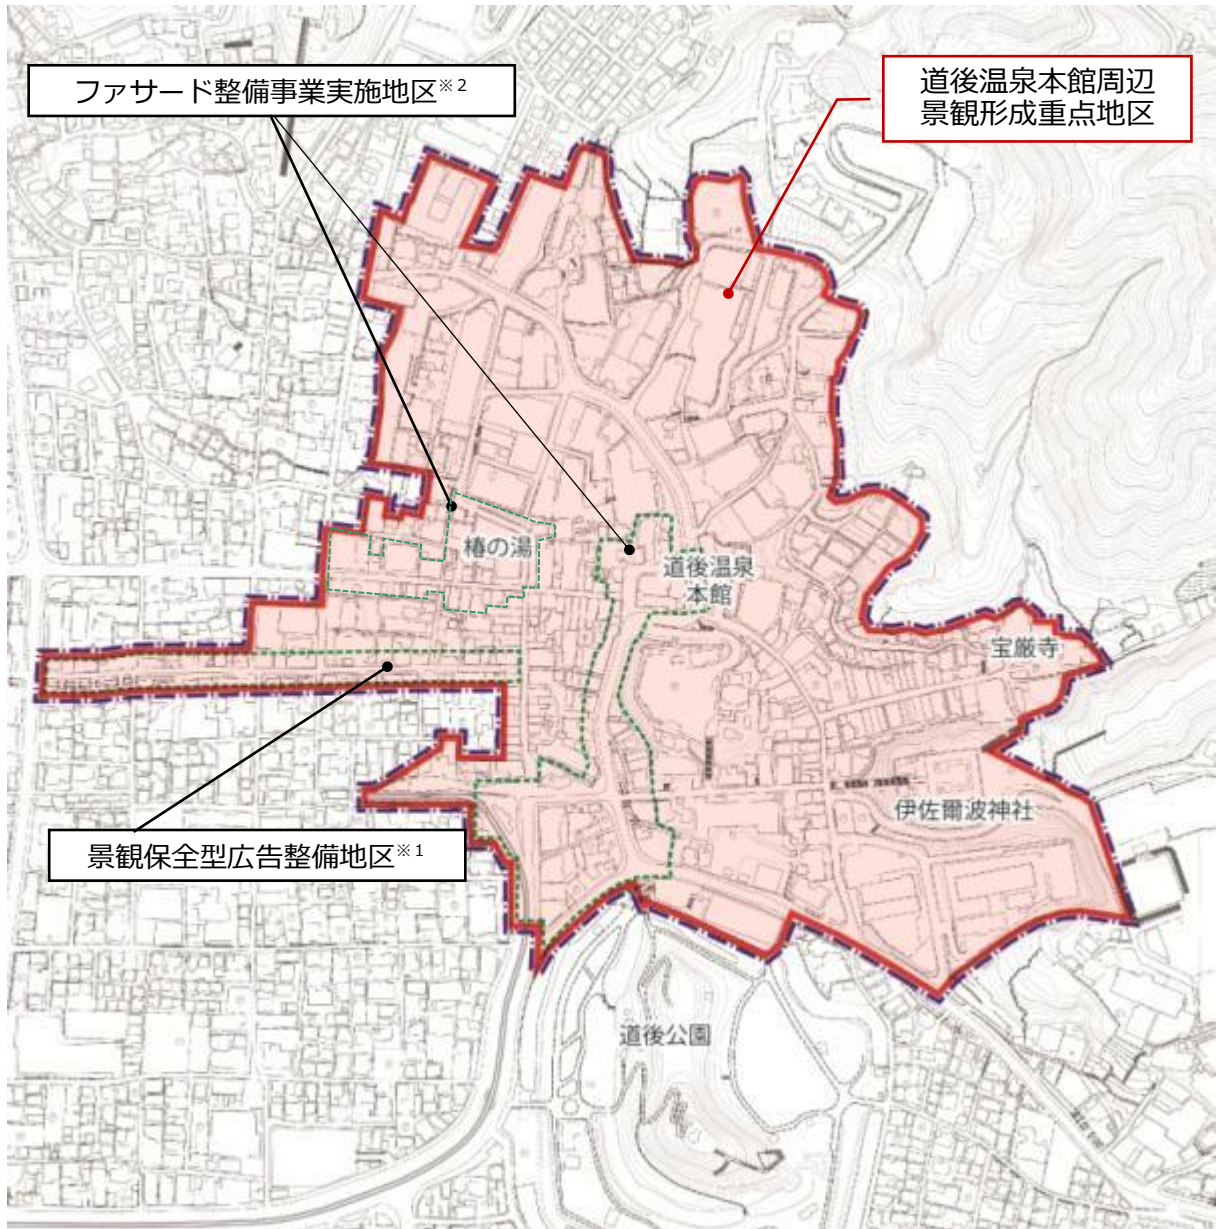 ファサード整備事業実施地区※2
道後温泉本館周辺
景観形成重点地区
椿の湯
道後温泉
本館
宝厳寺
伊佐爾波神社
景観保全型広告整備地区※1
道後公園